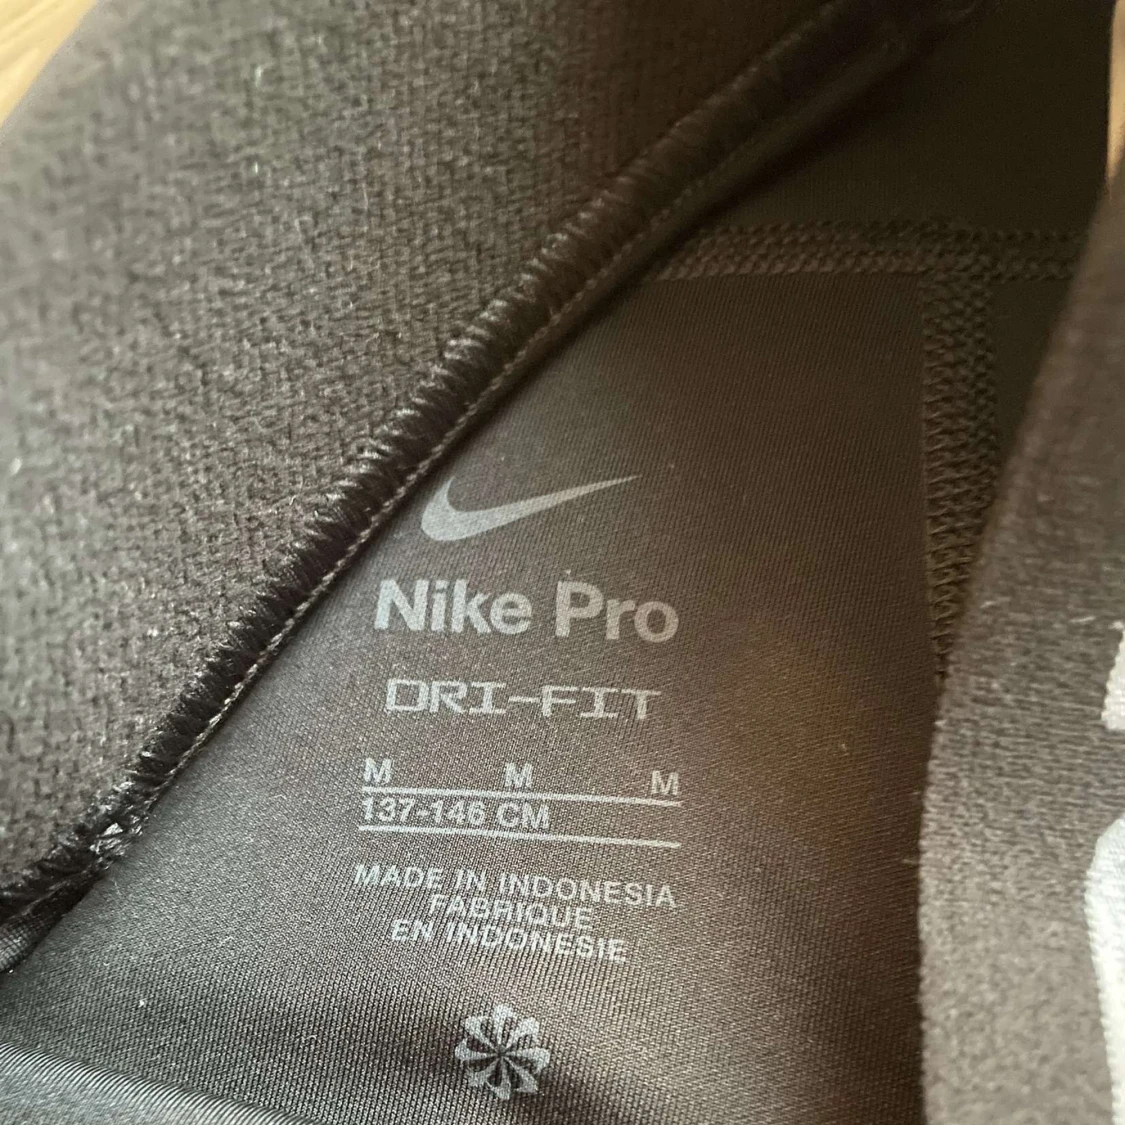 Nike Pro
DRI-FIT
M M M
137-146 CM
MADE IN INDONESIA
FABRIQUE
EN INDONESIE